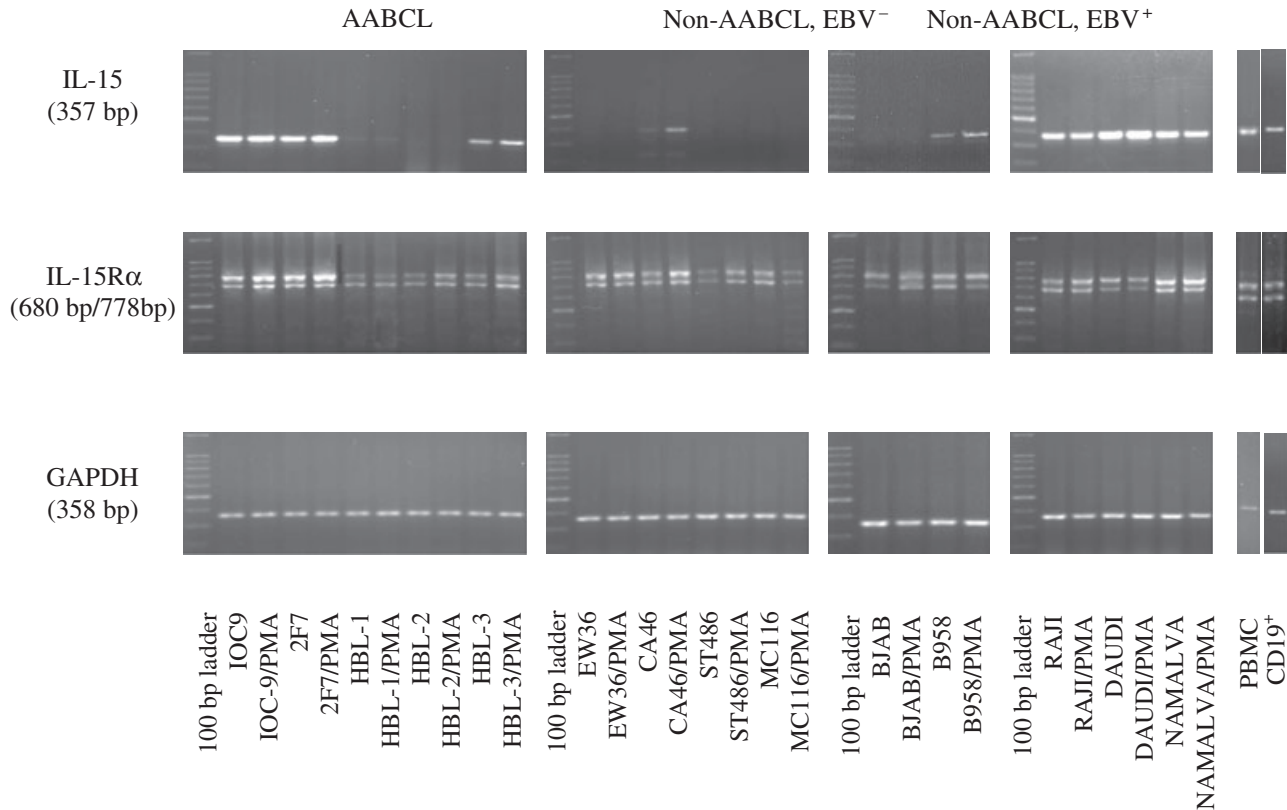 AABCL
Non-AABCL, EBV⁻
Non-AABCL, EBV⁺
IL-15
(357 bp)
IL-15Rα
(680 bp/778bp)
GAPDH
(358 bp)
100 bp ladder
IOC9
IOC-9/PMA
2F7
2F7/PMA
HBL-1
HBL-1/PMA
HBL-2
HBL-2/PMA
HBL-3
HBL-3/PMA
100 bp ladder
EW36
EW36/PMA
CA46
CA46/PMA
ST486
ST486/PMA
MC116
MC116/PMA
100 bp ladder
BJAB
BJAB/PMA
B958
B958/PMA
100 bp ladder
RAJI
RAJI/PMA
DAUDI
DAUDI/PMA
NAMALVA
NAMALVA/PMA
PBMC
CD19⁺